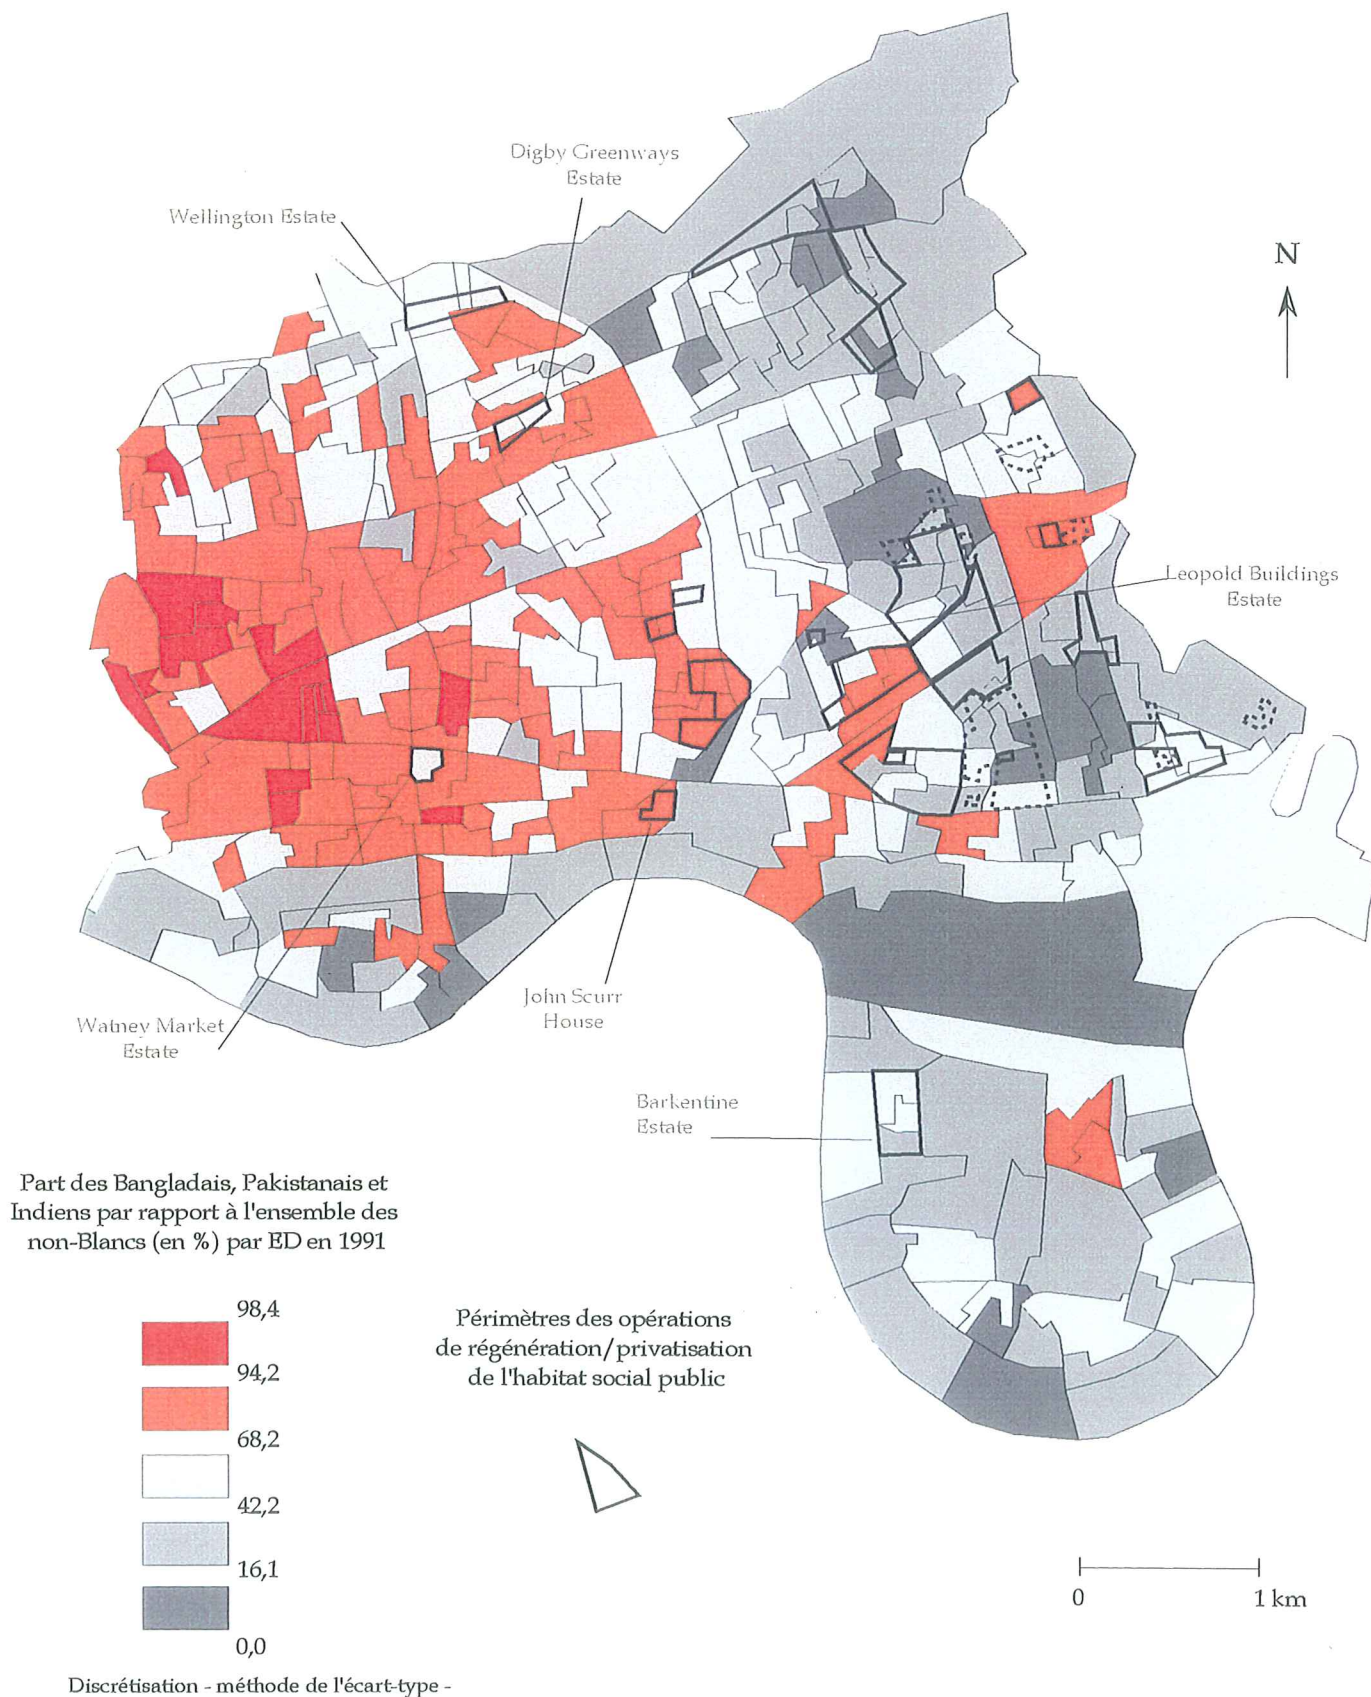 Digby Greenways
Estate
Wellington Estate
N
Leopold Buildings
Estate
John Scurr
House
Watney Market
Estate
Barkentine
Estate
Part des Bangladais, Pakistanais et
Indiens par rapport à l'ensemble des
non-Blancs (en %) par ED en 1991
98,4
94,2
68,2
42,2
16,1
0,0
Périmètres des opérations
de régénération/privatisation
de l'habitat social public
0 1 km
Discrétisation - méthode de l'écart-type -